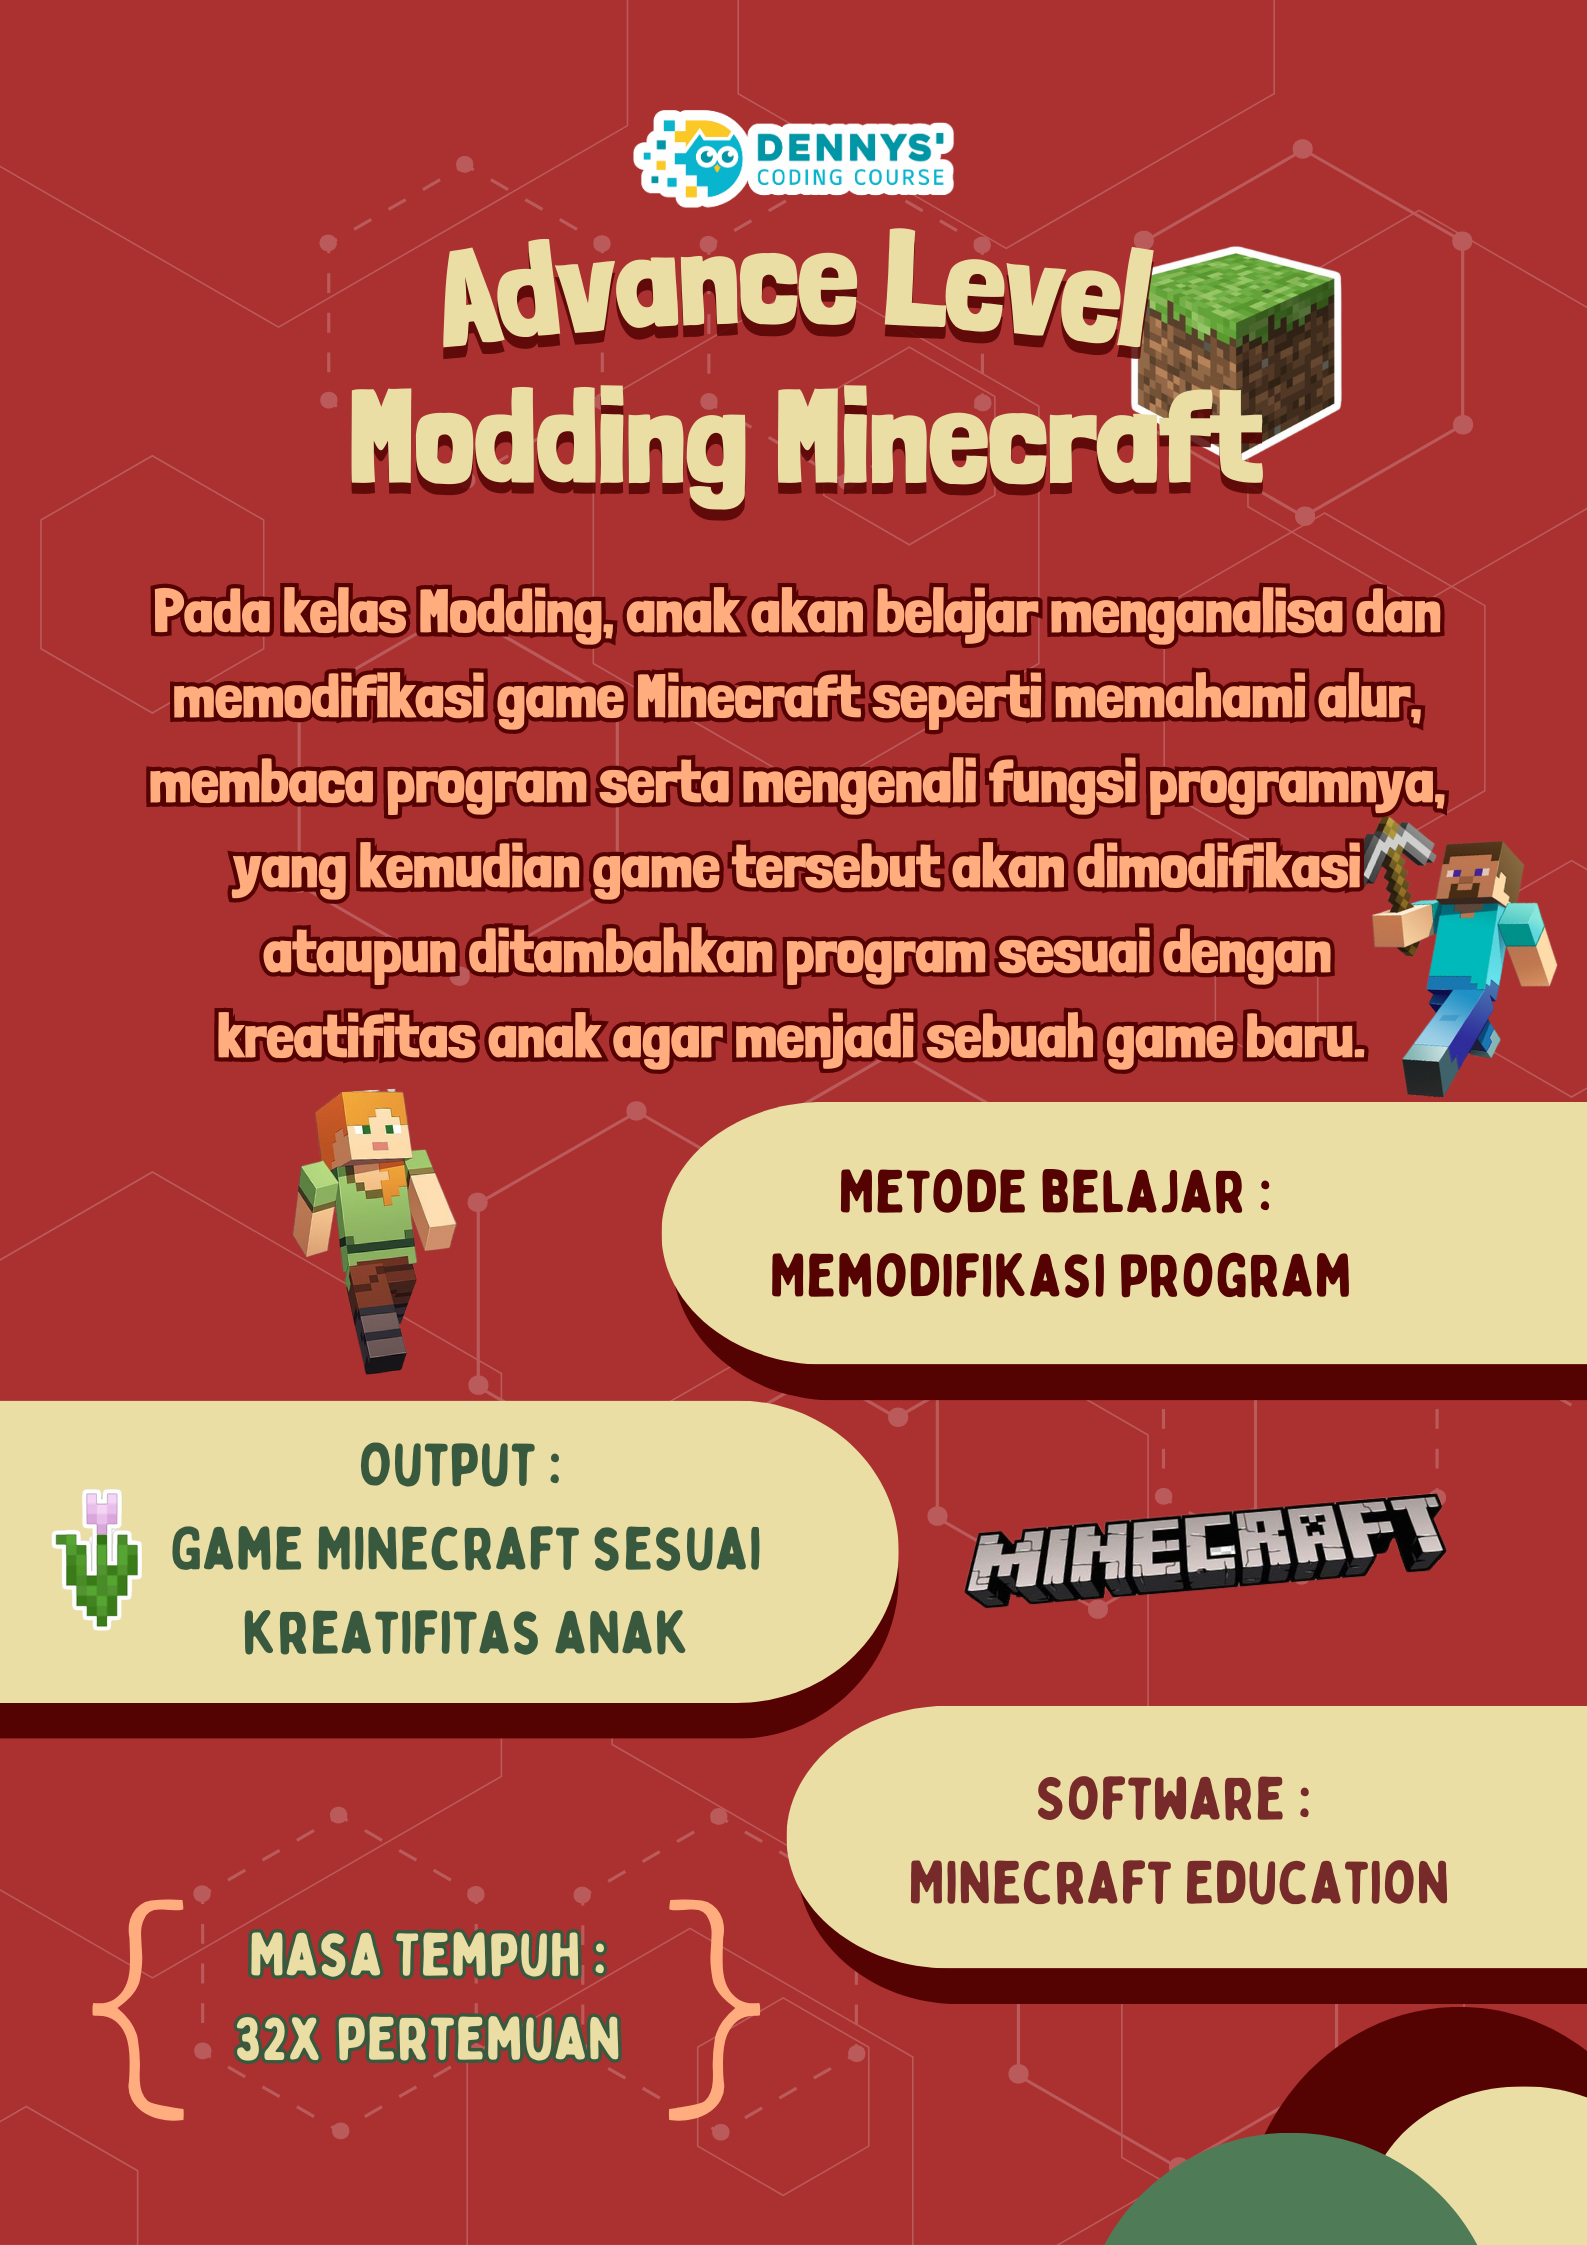 DENNYS'
CODING COURSE
Advance Level
Modding Minecraft
Pada kelas Modding, anak akan belajar menganalisa dan
memodifikasi game Minecraft seperti memahami alur,
membaca program serta mengenali fungsi programnya,
yang kemudian game tersebut akan dimodifikasi
ataupun ditambahkan program sesuai dengan
kreatifitas anak agar menjadi sebuah game baru.
METODE BELAJAR :
MEMODIFIKASI PROGRAM
OUTPUT :
GAME MINECRAFT SESUAI
KREATIFITAS ANAK
MINECRAFT
SOFTWARE :
MINECRAFT EDUCATION
MASA TEMPUH :
32X PERTEMUAN